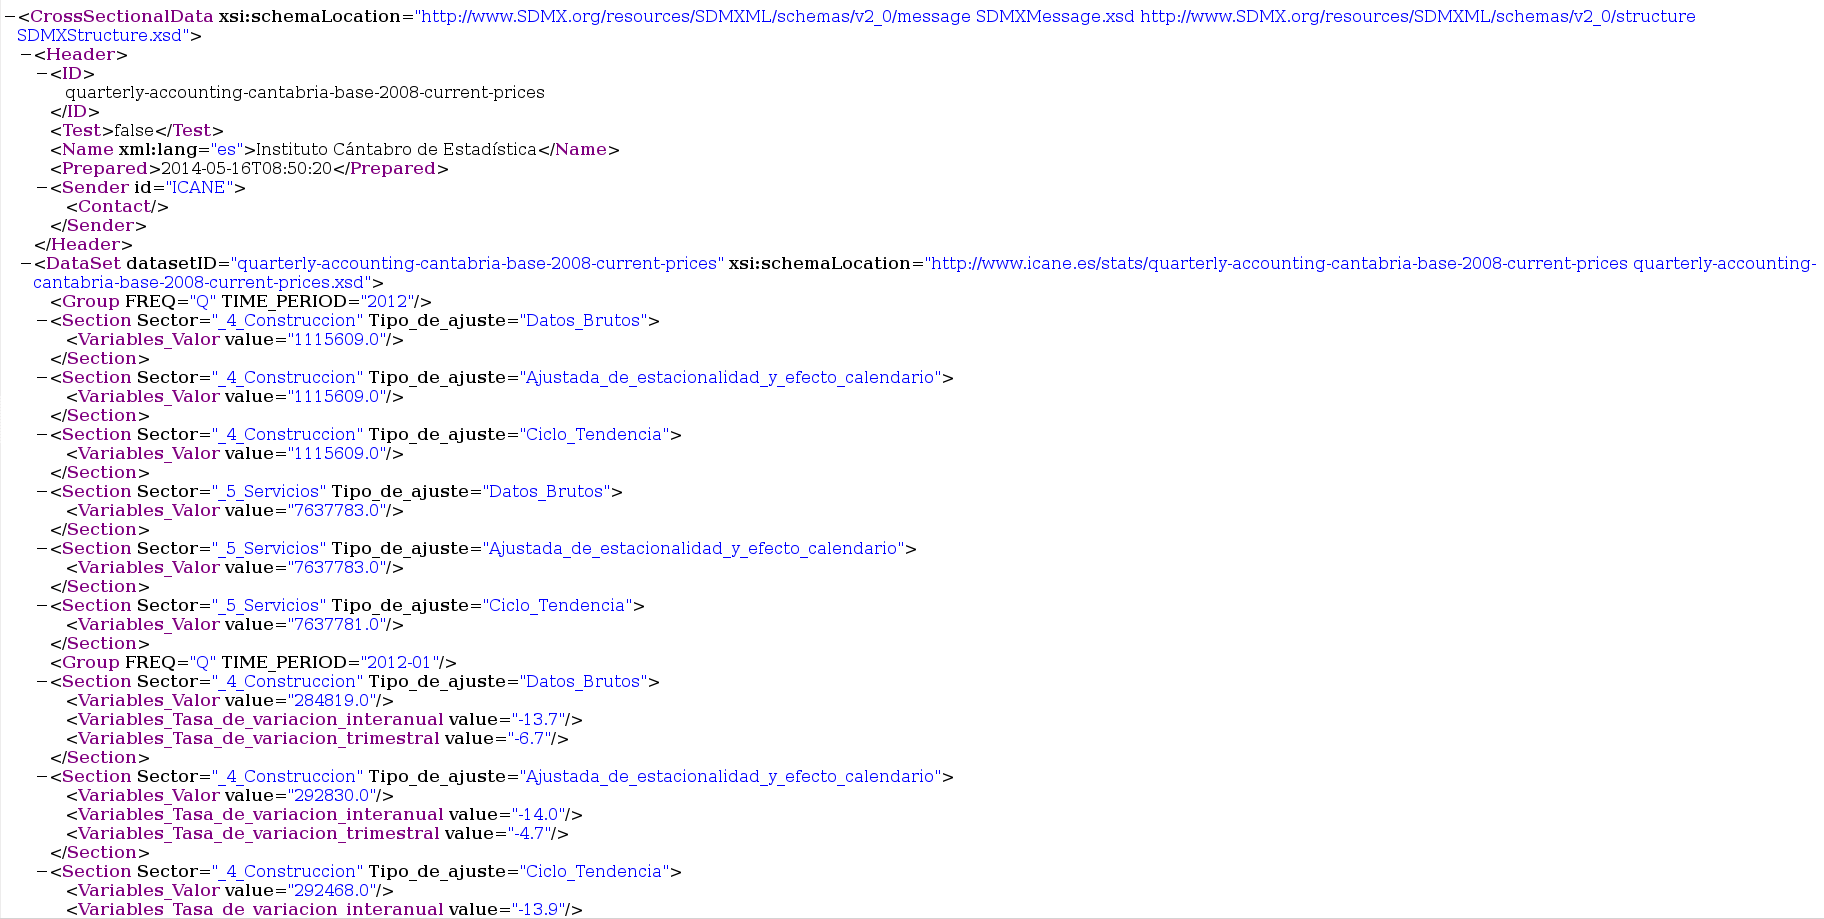 −<CrossSectionalData xsi:schemaLocation="http://www.SDMX.org/resources/SDMXML/schemas/v2_0/message SDMXMessage.xsd http://www.SDMX.org/resources/SDMXML/schemas/v2_0/structure
SDMXStructure.xsd">
−<Header>
−<ID>
quarterly-accounting-cantabria-base-2008-current-prices
</ID>
<Test>false</Test>
<Name xml:lang="es">Instituto Cántabro de Estadística</Name>
<Prepared>2014-05-16T08:50:20</Prepared>
−<Sender id="ICANE">
<Contact/>
</Sender>
</Header>
−<DataSet datasetID="quarterly-accounting-cantabria-base-2008-current-prices" xsi:schemaLocation="http://www.icane.es/stats/quarterly-accounting-cantabria-base-2008-current-prices quarterly-accounting-
cantabria-base-2008-current-prices.xsd">
<Group FREQ="Q" TIME_PERIOD="2012"/>
−<Section Sector="_4_Construccion" Tipo_de_ajuste="Datos_Brutos">
<Variables_Valor value="1115609.0"/>
</Section>
−<Section Sector="_4_Construccion" Tipo_de_ajuste="Ajustada_de_estacionalidad_y_efecto_calendario">
<Variables_Valor value="1115609.0"/>
</Section>
−<Section Sector="_4_Construccion" Tipo_de_ajuste="Ciclo_Tendencia">
<Variables_Valor value="1115609.0"/>
</Section>
−<Section Sector="_5_Servicios" Tipo_de_ajuste="Datos_Brutos">
<Variables_Valor value="7637783.0"/>
</Section>
−<Section Sector="_5_Servicios" Tipo_de_ajuste="Ajustada_de_estacionalidad_y_efecto_calendario">
<Variables_Valor value="7637783.0"/>
</Section>
−<Section Sector="_5_Servicios" Tipo_de_ajuste="Ciclo_Tendencia">
<Variables_Valor value="7637781.0"/>
</Section>
<Group FREQ="Q" TIME_PERIOD="2012-01"/>
−<Section Sector="_4_Construccion" Tipo_de_ajuste="Datos_Brutos">
<Variables_Valor value="284819.0"/>
<Variables_Tasa_de_variacion_interanual value="-13.7"/>
<Variables_Tasa_de_variacion_trimestral value="-6.7"/>
</Section>
−<Section Sector="_4_Construccion" Tipo_de_ajuste="Ajustada_de_estacionalidad_y_efecto_calendario">
<Variables_Valor value="292830.0"/>
<Variables_Tasa_de_variacion_interanual value="-14.0"/>
<Variables_Tasa_de_variacion_trimestral value="-4.7"/>
</Section>
−<Section Sector="_4_Construccion" Tipo_de_ajuste="Ciclo_Tendencia">
<Variables_Valor value="292468.0"/>
<Variables_Tasa_de_variacion_interanual value="-13.9"/>